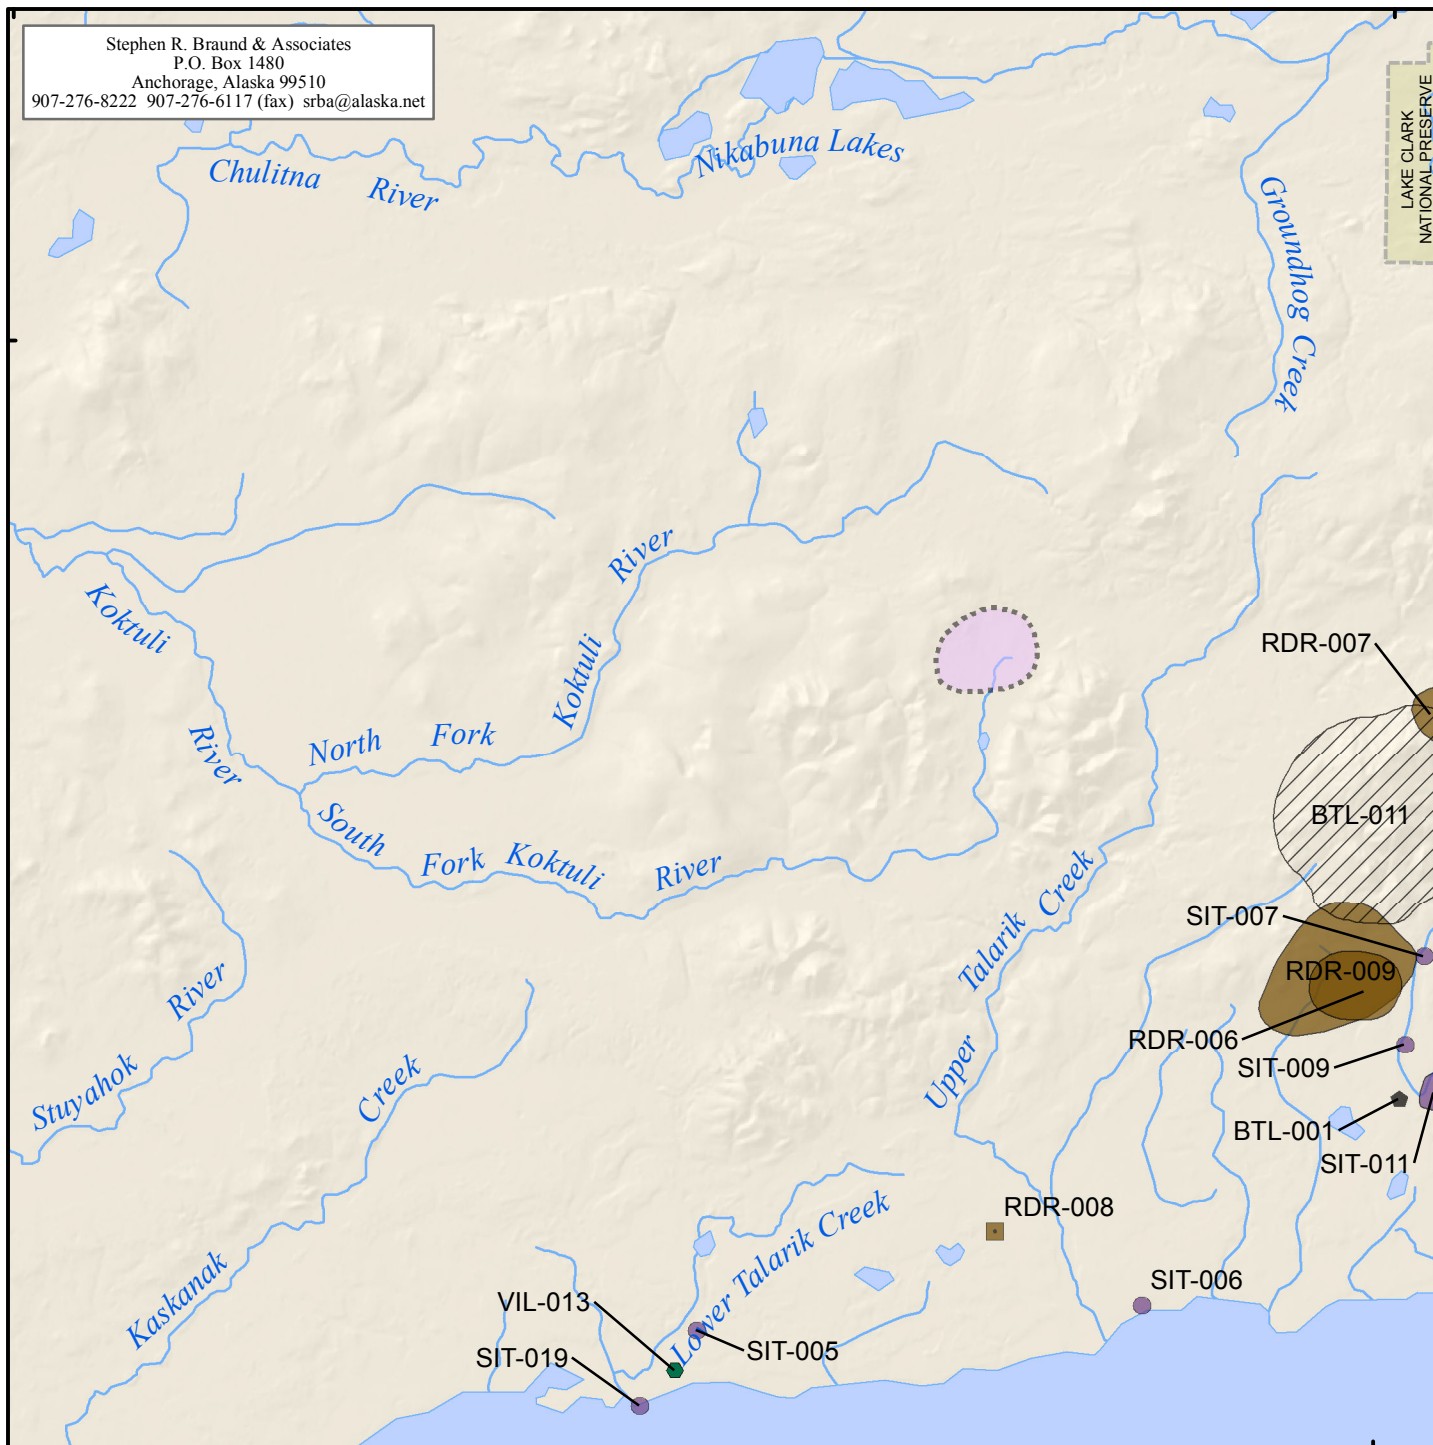 Stephen R. Braund & Associates
P.O. Box 1480
Anchorage, Alaska 99510
907-276-8222  907-276-6117 (fax)  srba@alaska.net
LAKE CLARK
NATIONAL PRESERVE
Nikabuna Lakes
Chulitna River
Groundhog Creek
Koktuli River
North Fork Koktuli River
RDR-007
South Fork Koktuli River
BTL-011
Upper Talarik Creek
SIT-007
RDR-009
Stuyahok River
RDR-006
SIT-009
Kaskanak Creek
BTL-001
SIT-011
RDR-008
Lower Talarik Creek
SIT-006
VIL-013
SIT-005
SIT-019